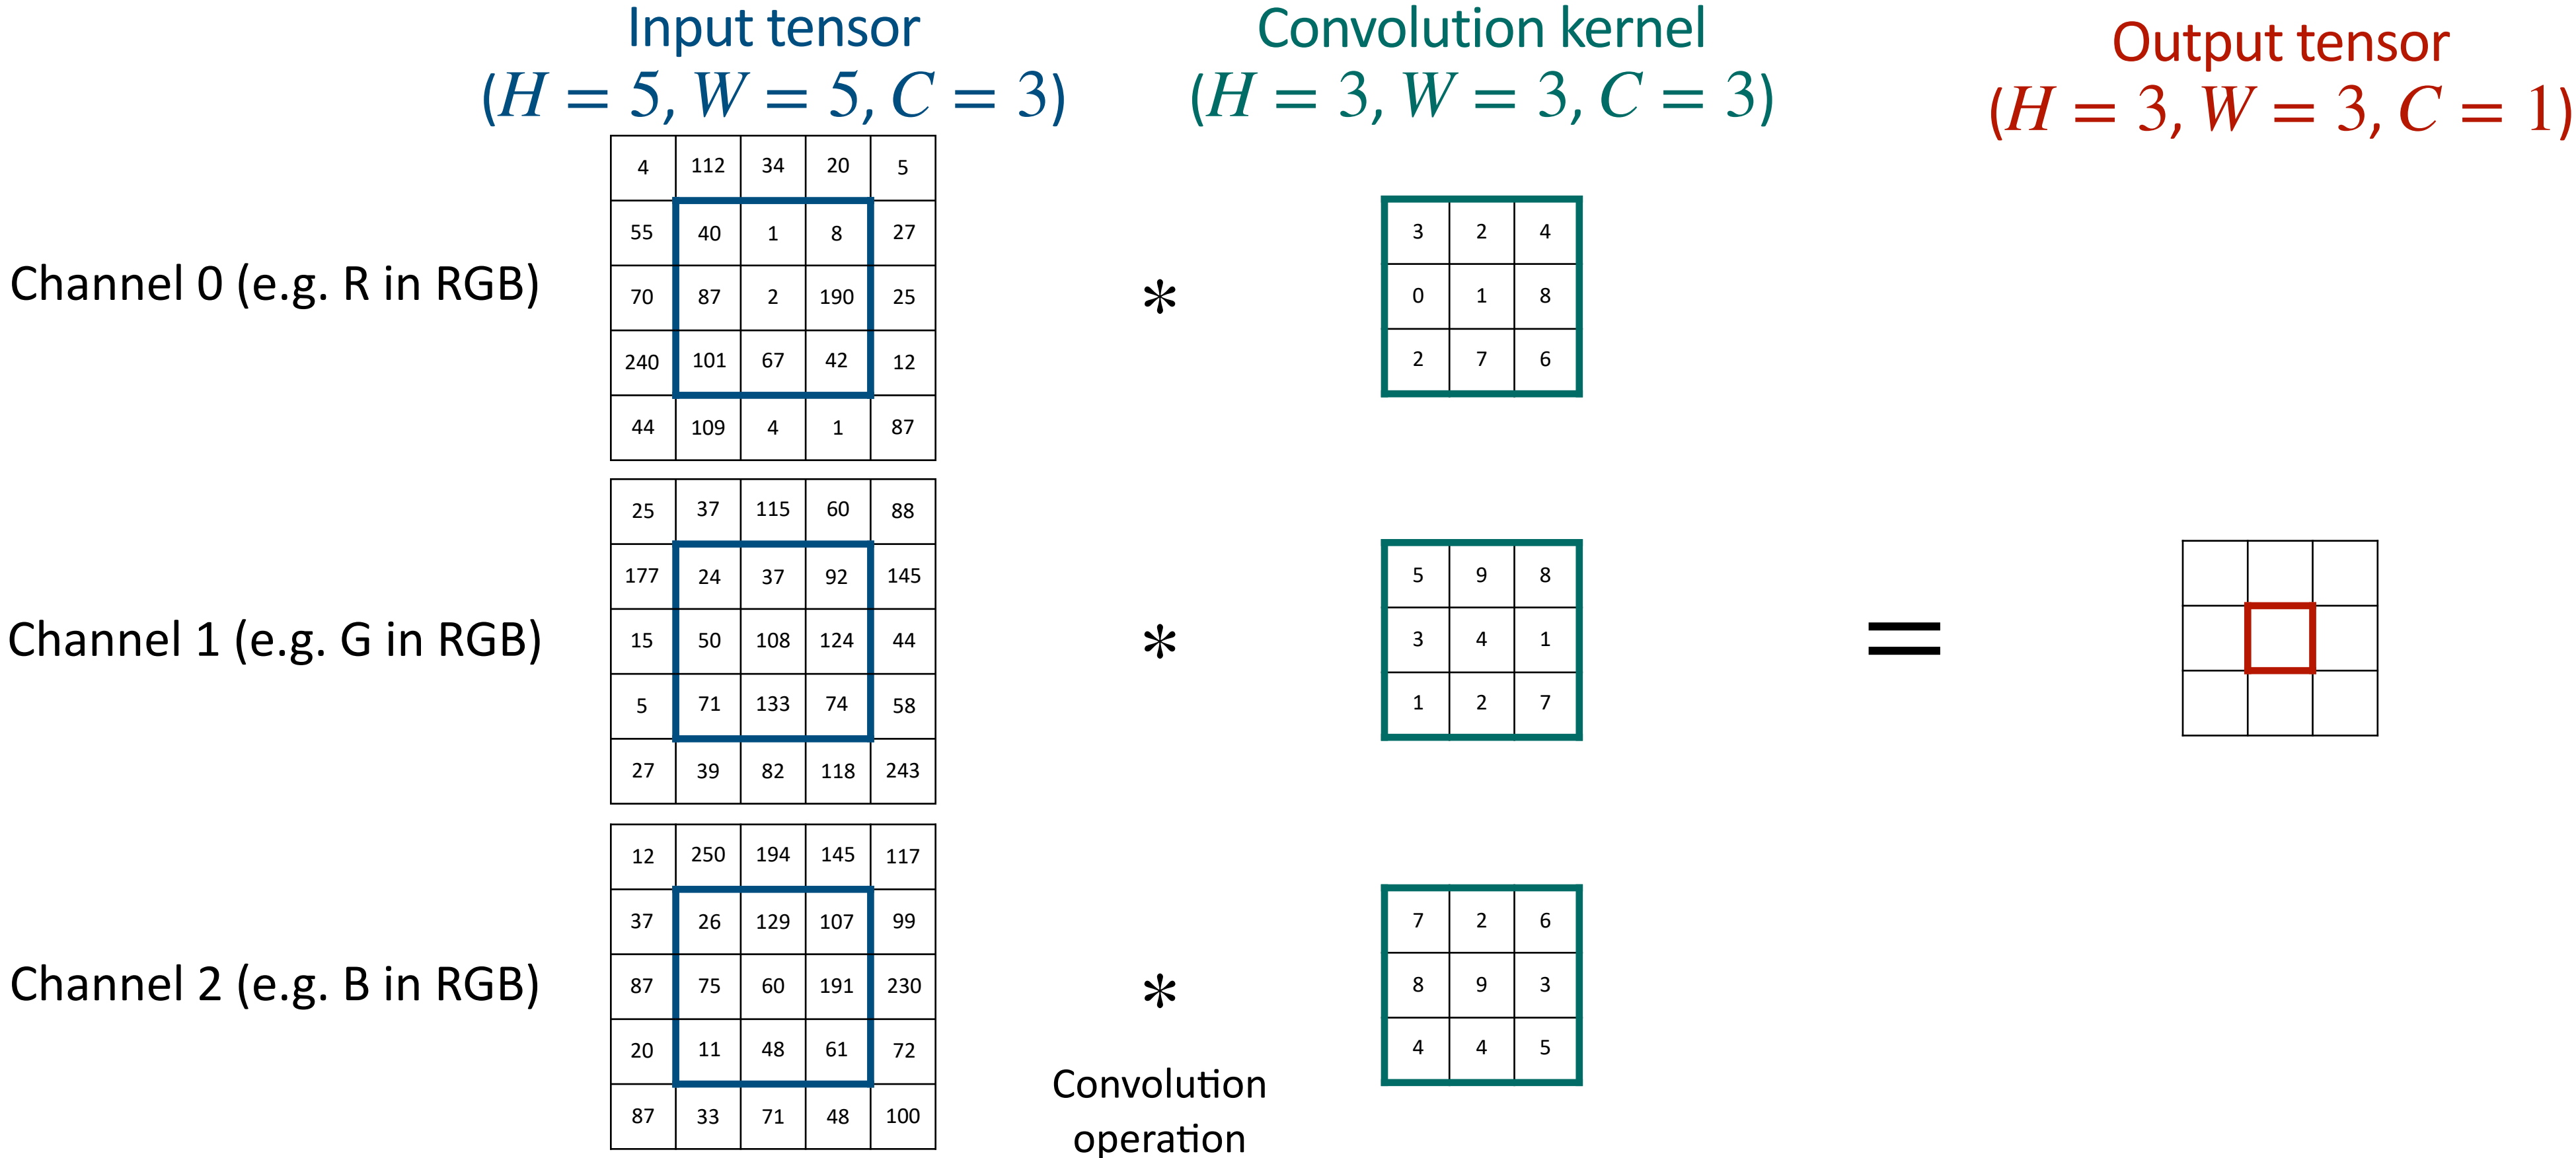 Input tensor
(H = 5, W = 5, C = 3)
Convolution kernel
(H = 3, W = 3, C = 3)
Output tensor
(H = 3, W = 3, C = 1)
Channel 0 (e.g. R in RGB)
4 112 34 20 5
55 40 1 8 27
70 87 2 190 25
240 101 67 42 12
44 109 4 1 87
*
3 2 4
0 1 8
2 7 6
Channel 1 (e.g. G in RGB)
25 37 115 60 88
177 24 37 92 145
15 50 108 124 44
5 71 133 74 58
27 39 82 118 243
*
5 9 8
3 4 1
1 2 7
=
Channel 2 (e.g. B in RGB)
12 250 194 145 117
37 26 129 107 99
87 75 60 191 230
20 11 48 61 72
87 33 71 48 100
*
Convolution
operation
7 2 6
8 9 3
4 4 5